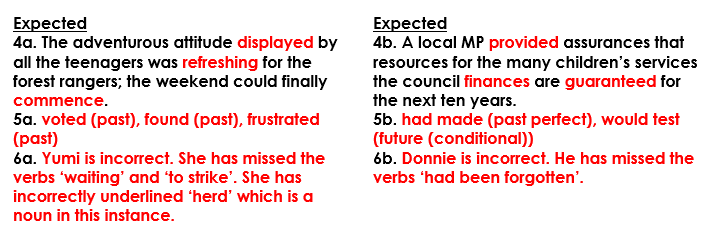 Expected
4a. The adventurous attitude displayed by
all the teenagers was refreshing for the
forest rangers; the weekend could finally
commence.
5a. voted (past), found (past), frustrated
(past)
6a. Yumi is incorrect. She has missed the
verbs ‘waiting’ and ‘to strike’. She has
incorrectly underlined ‘herd’ which is a
noun in this instance.
Expected
4b. A local MP provided assurances that
resources for the many children’s services
the council finances are guaranteed for
the next ten years.
5b. had made (past perfect), would test
(future (conditional))
6b. Donnie is incorrect. He has missed the
verbs ‘had been forgotten’.